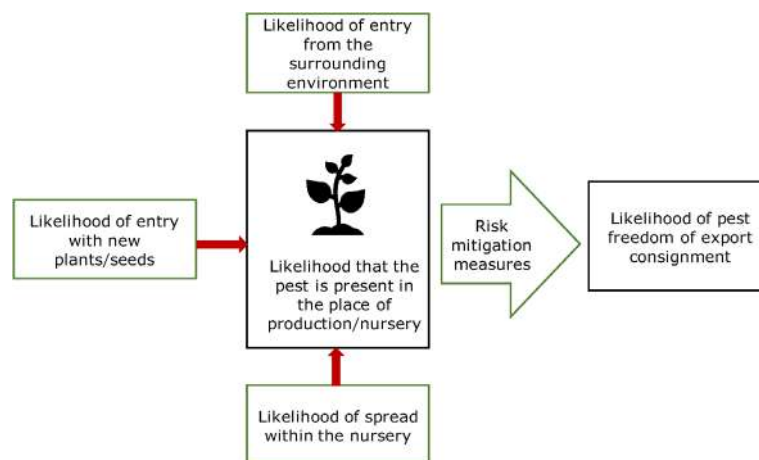 Likelihood of entry
from the
surrounding
environment
Likelihood of entry
with new
plants/seeds
Likelihood that the
pest is present in
the place of
production/nursery
Risk
mitigation
measures
Likelihood of pest
freedom of export
consignment
Likelihood of spread
within the nursery